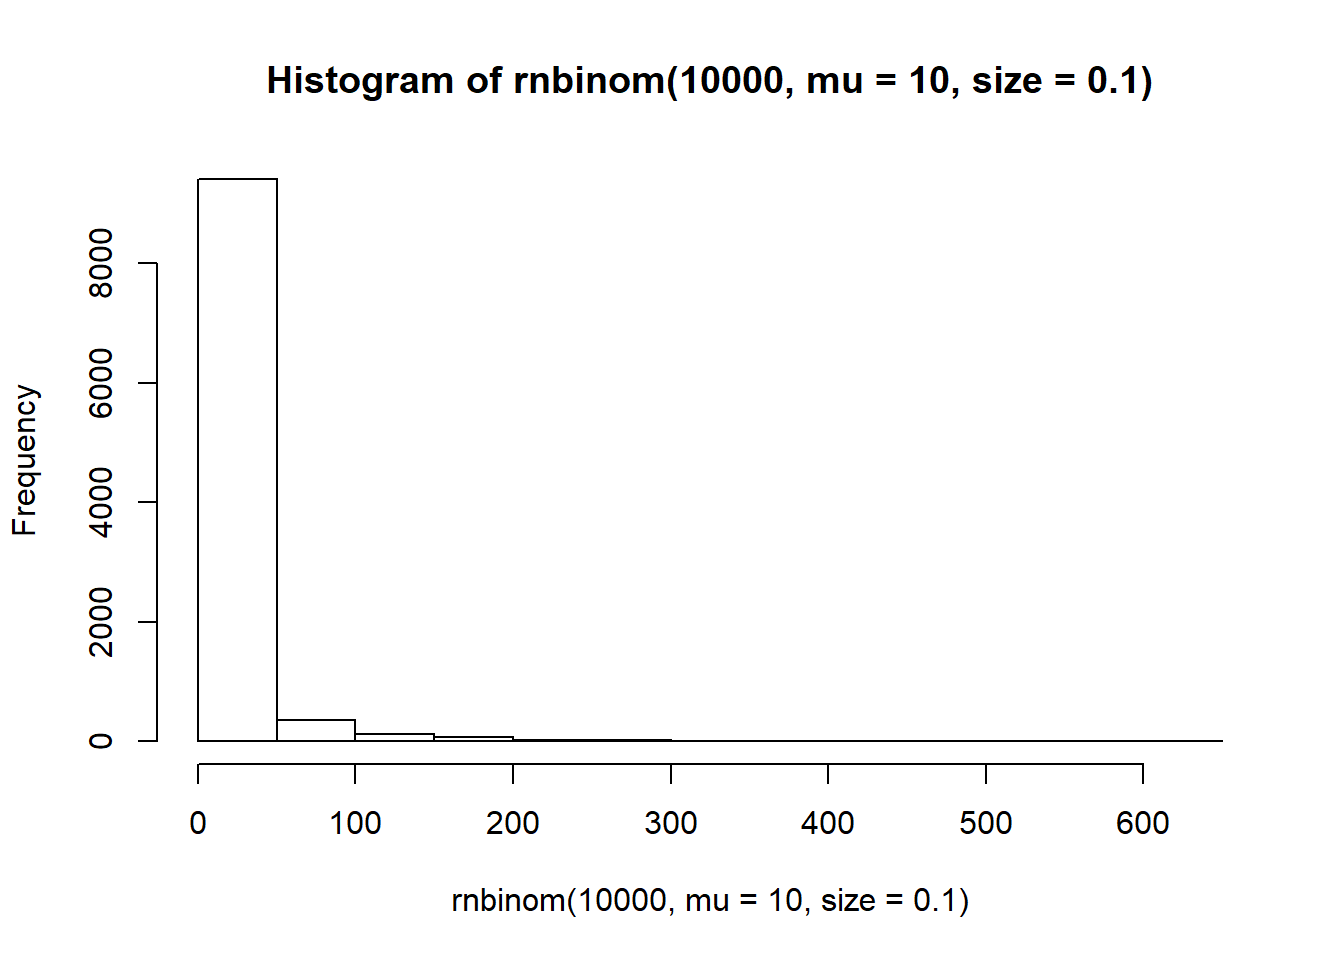 Histogram of rnbinom(10000, mu = 10, size = 0.1)
Frequency
8000
6000
4000
2000
0
0 100 200 300 400 500 600
rnbinom(10000, mu = 10, size = 0.1)